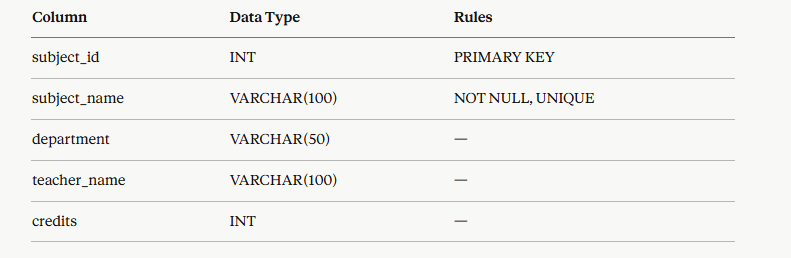 Column Data Type Rules
subject_id INT PRIMARY KEY
subject_name VARCHAR(100) NOT NULL, UNIQUE
department VARCHAR(50) —
teacher_name VARCHAR(100) —
credits INT —